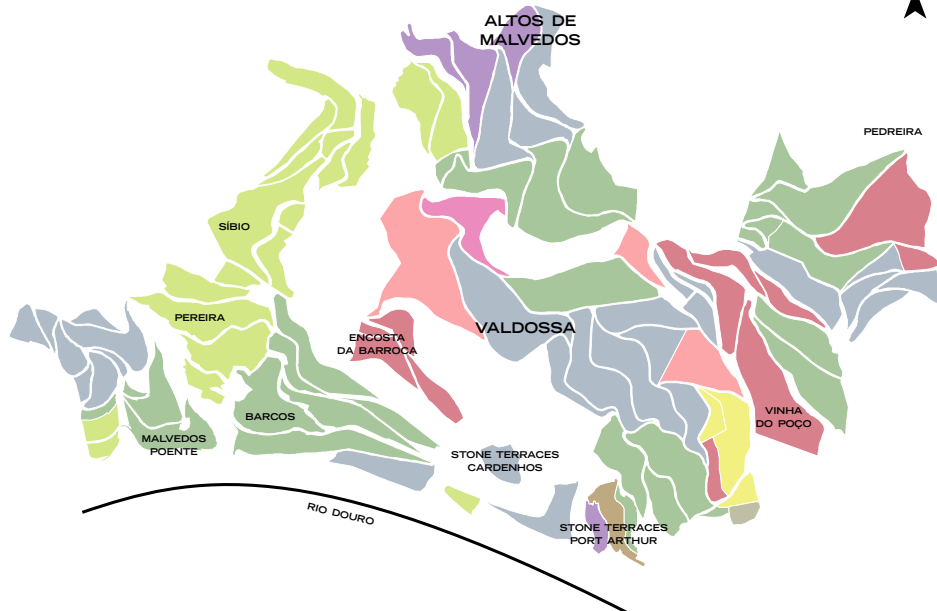 ALTOS DE
MALVEDOS
PEDREIRA
SÍBIO
PEREIRA
VALDOSSA
ENCOSTA
DA BARROCA
BARCOS
VINHA
DO POÇO
MALVEDOS
POENTE
STONE TERRACES
CARDENHOS
RIO DOURO
STONE TERRACES
PORT ARTHUR